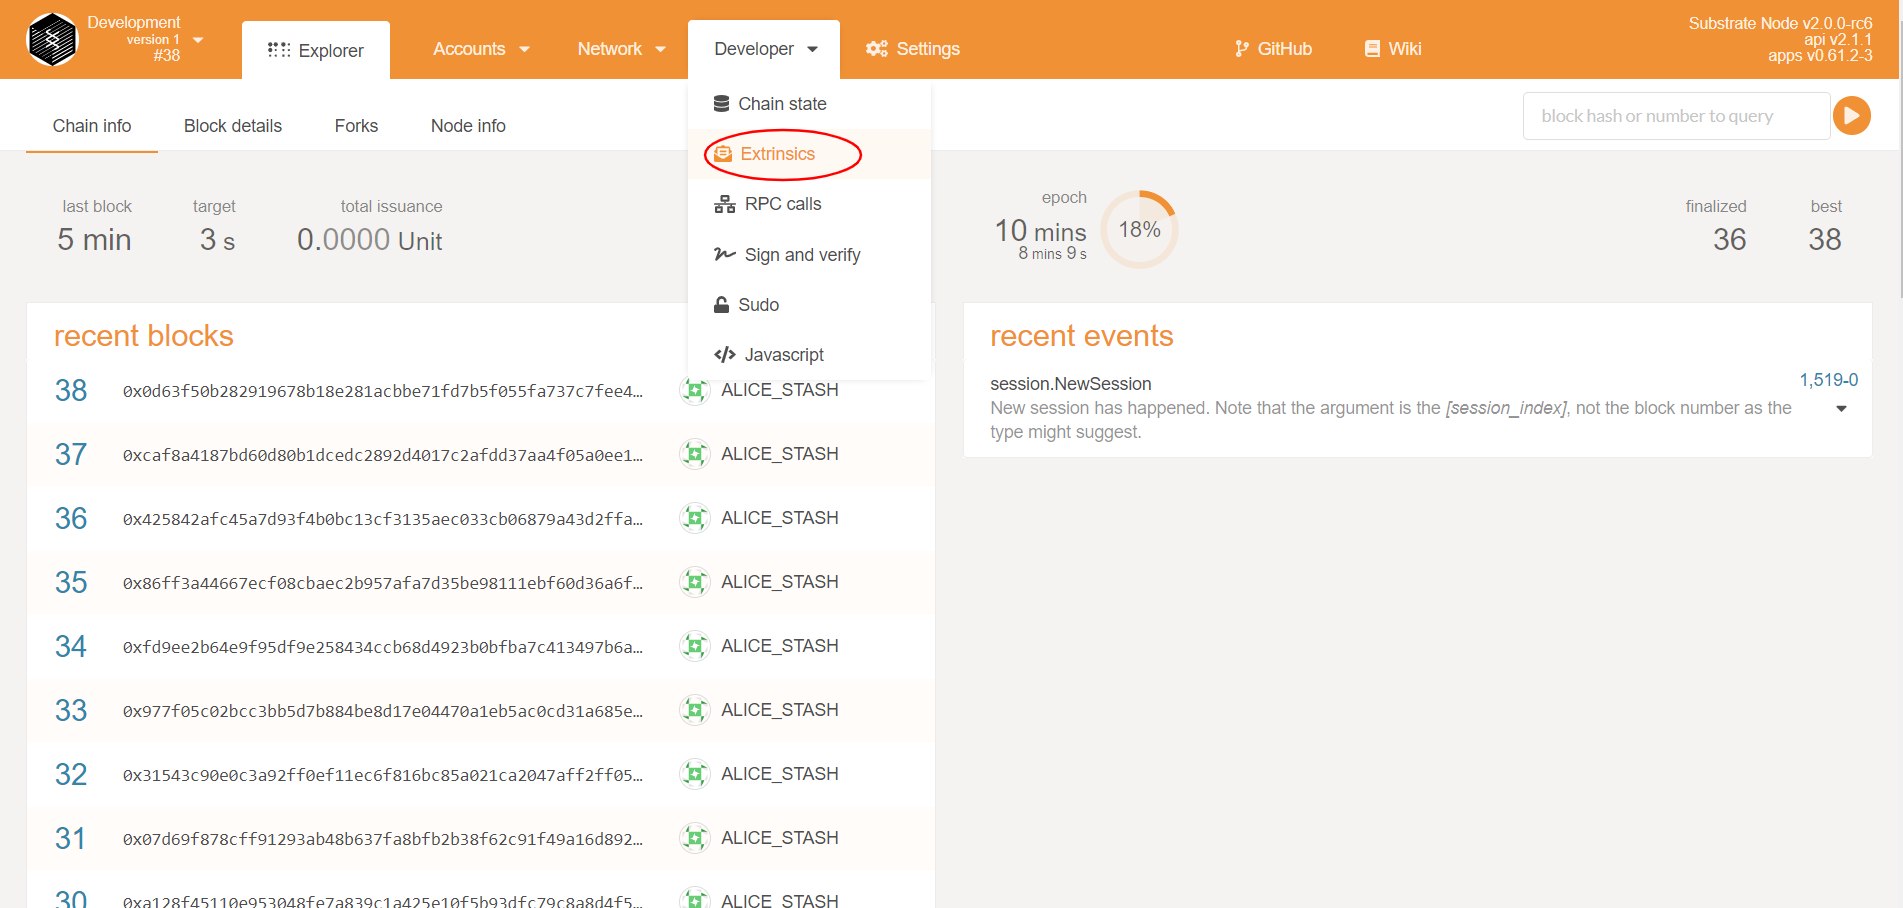 Development
version 1
#38
Explorer
Accounts
Network
Developer
Settings
GitHub
Wiki
Substrate Node v2.0.0-rc6
api v2.1.1
apps v0.61.2-3
Chain info
Block details
Forks
Node info
Chain state
Extrinsics
RPC calls
Sign and verify
Sudo
Javascript
block hash or number to query
last block
5 min
target
3 s
total issuance
0.0000 Unit
epoch
10 mins
8 mins 9 s
18%
finalized
36
best
38
recent blocks
38 0x0d63f50b282919678b18e281acbbe71fd7b5f055fa737c7fee4... ALICE_STASH
37 0xcaf8a4187bd60d80b1dcedc2892d4017c2afdd37aa4f05a0ee1... ALICE_STASH
36 0x425842afc45a7d93f4b0bc13cf3135aec033cb06879a43d2ffa... ALICE_STASH
35 0x86ff3a44667ecf08cbaec2b957afa7d35be98111ebf60d36a6f... ALICE_STASH
34 0xfd9ee2b64e9f95df9e258434ccb68d4923b0bfba7c413497b6a... ALICE_STASH
33 0x977f05c02bcc3bb5d7b884be8d17e04470a1eb5ac0cd31a685e... ALICE_STASH
32 0x31543c90e0c3a92ff0ef11ec6f816bc85a021ca2047aff2ff05... ALICE_STASH
31 0x07d69f878cff91293ab48b637fa8bfb2b38f62c91f49a16d892... ALICE_STASH
30 0xa128f45110e953048fe7a839c1a425e10f5b93dfc79c8a8d4f5... ALICE_STASH
recent events
session.NewSession
1,519-0
New session has happened. Note that the argument is the [session_index], not the block number as the
type might suggest.